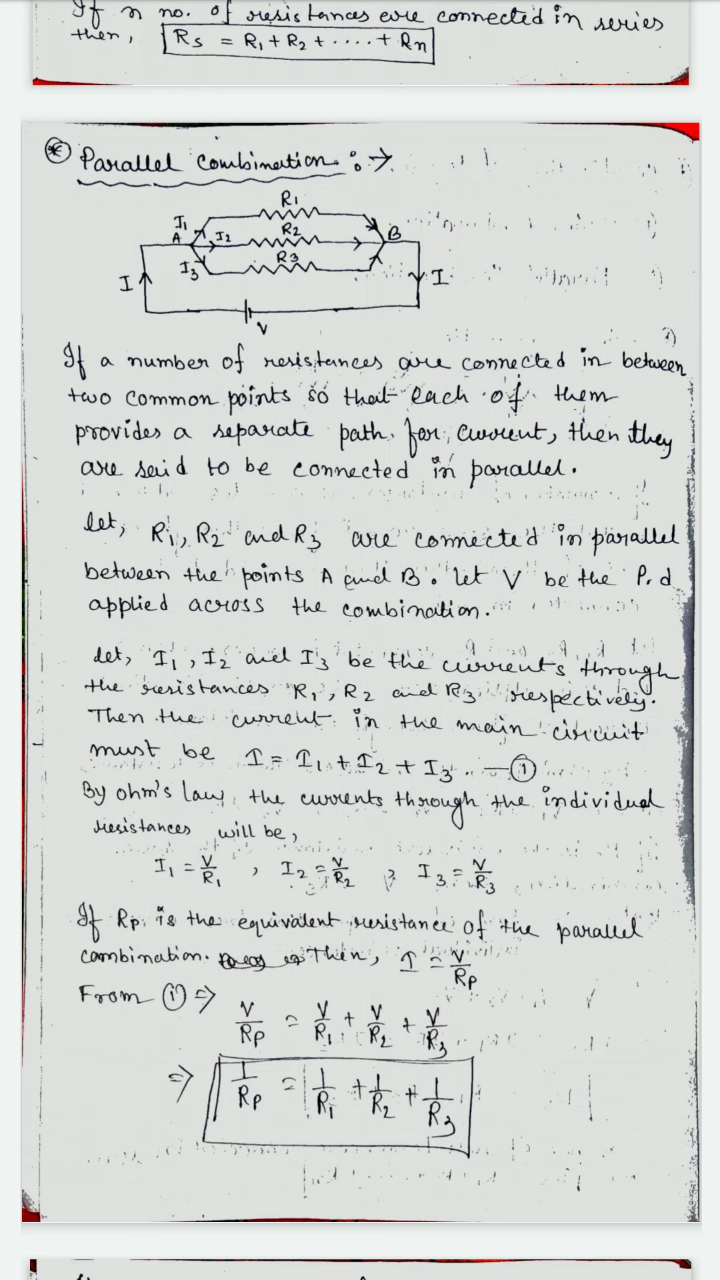 If n no. of resistances are connected in series
then, Rs = R1 + R2 + ..... + Rn
* Parallel combination :→
R1
I1
A I2 R2 B
I3 R3
I I
V
If a number of resistances are connected in between
two common points so that each of them
provides a separate path for current, then they
are said to be connected in parallel.
let, R1, R2 and R3 are connected in parallel
between the points A and B. let V be the P.d
applied across the combination.
let, I1, I2 and I3 be the currents through
the resistances R1, R2 and R3 respectively.
Then the current in the main circuit
must be I = I1 + I2 + I3 —①
By ohm's law, the currents through the individual
resistances will be,
I1 = V/R1 , I2 = V/R2 , I3 = V/R3
If Rp is the equivalent resistance of the parallel
combination. Then, I = V/Rp
From ① ⇒
V/Rp = V/R1 + V/R2 + V/R3
⇒ 1/Rp = 1/R1 + 1/R2 + 1/R3